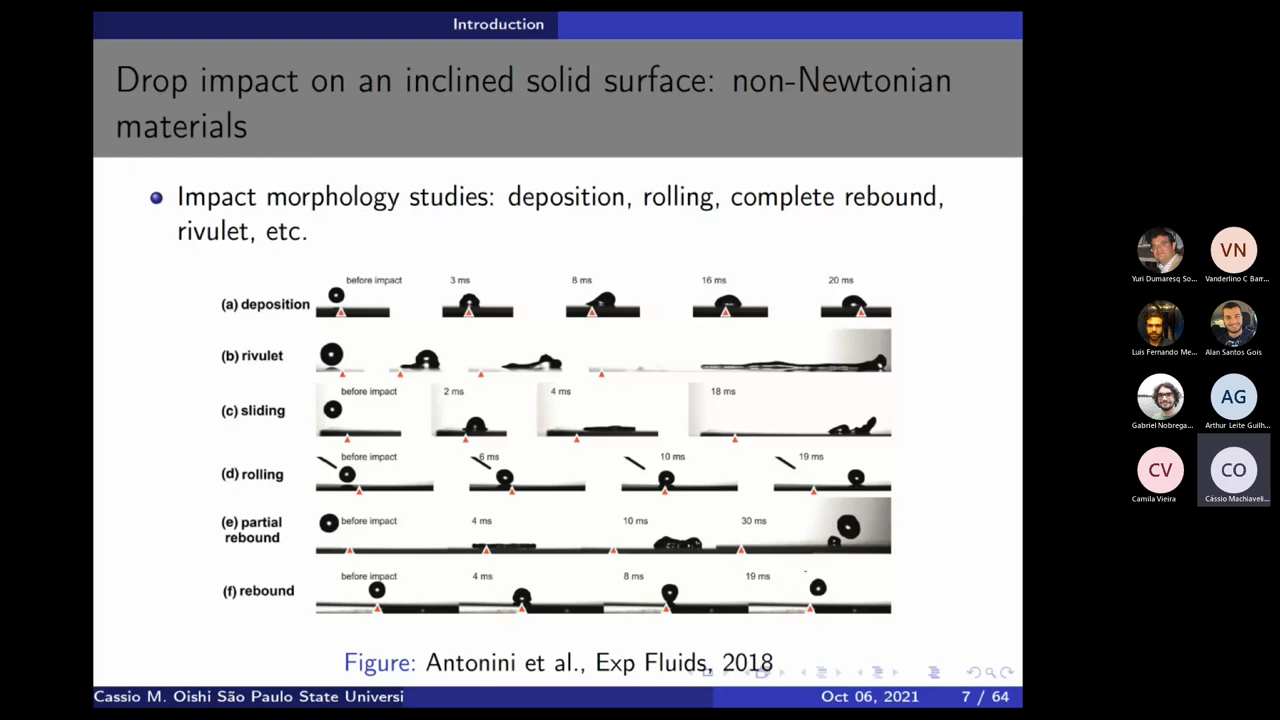 Introduction
Drop impact on an inclined solid surface: non-Newtonian
materials
Impact morphology studies: deposition, rolling, complete rebound,
rivulet, etc.
before impact 3 ms 8 ms 16 ms 20 ms
(a) deposition
(b) rivulet
before impact 2 ms 4 ms 18 ms
(c) sliding
before impact 6 ms 10 ms 19 ms
(d) rolling
(e) partial
rebound
before impact 4 ms 10 ms 30 ms
before impact 4 ms 8 ms 19 ms
(f) rebound
Figure: Antonini et al., Exp Fluids, 2018
Cassio M. Oishi São Paulo State Universi
Oct 06, 2021
7 / 64
VN
Yuri Dumaresq So...
Vanderlino C Barr...
Luis Fernando Me...
Alan Santos Gois
AG
Gabriel Nobrega...
Arthur Leite Guilh...
CV
CO
Camila Vieira
Cássio Machiaveli...